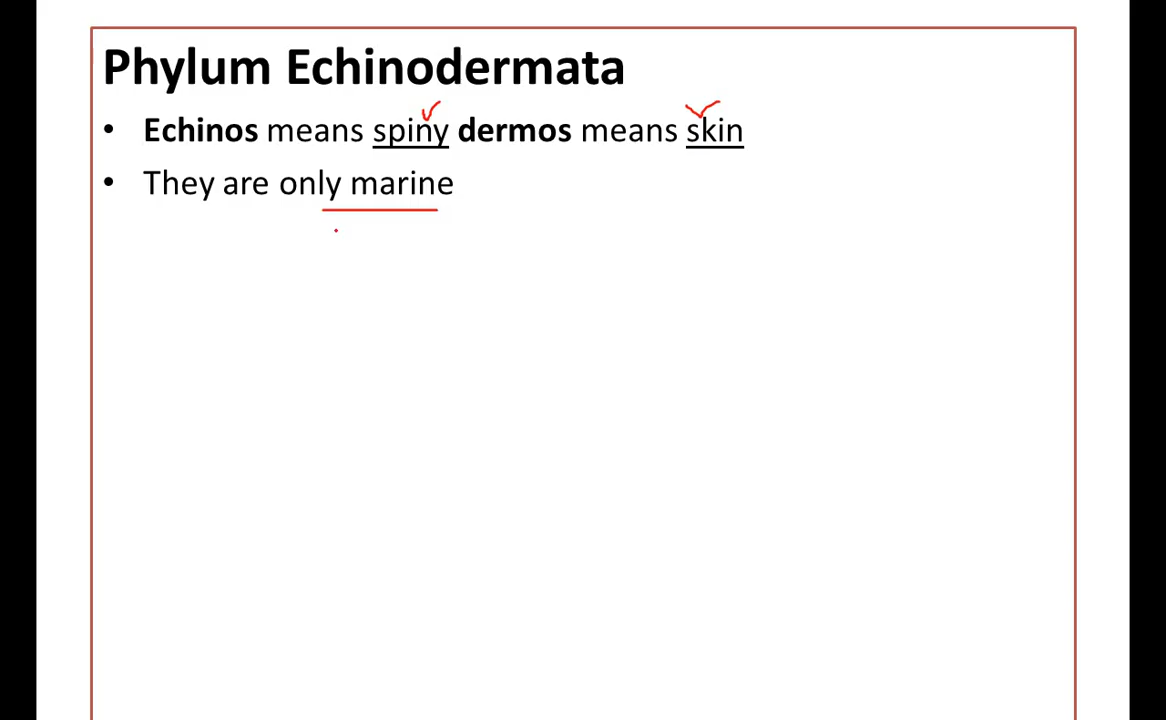 Phylum Echinodermata
• Echinos means spiny dermos means skin
• They are only marine